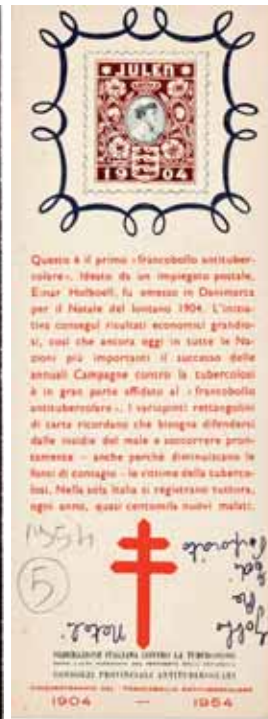 JULEN
1904
Questo è il primo «francobollo antituber-
colare». Ideato da un impiegato postale,
Einar Holboell, fu emesso in Danimarca
per il Natale del lontano 1904. L'inizia-
tiva conseguì risultati economici grandio-
si, così che ancora oggi in tutte le Na-
zioni più importanti il successo delle
annuali Campagne contro la tubercolosi
è in gran parte affidato al «francobollo
antitubercolare». I variopinti rettangolini
di carta ricordano che bisogna difendersi
dalle insidie del male e soccorrere pron-
tamente - anche perchè diminuiscano le
fonti di contagio - le vittime della tuberco-
losi. Nella sola Italia si registrano tuttora,
ogni anno, quasi centomila nuovi malati.
1954
5
FEDERAZIONE ITALIANA CONTRO LA TUBERCOLOSI
CONSORZI PROVINCIALI ANTITUBERCOLARI
CINQUANTENARIO DEL FRANCOBOLLO ANTITUBERCOLARE
1904 — 1954